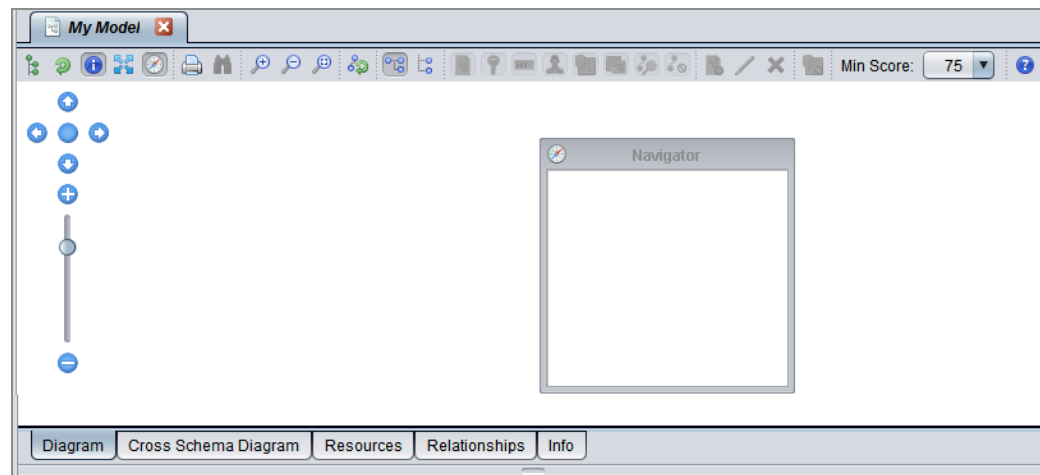 My Model
Min Score: 75
Navigator
Diagram Cross Schema Diagram Resources Relationships Info